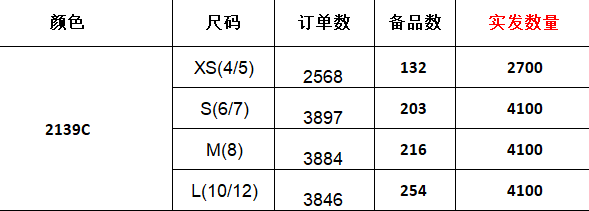 颜色 尺码 订单数 备品数 实发数量
XS(4/5) 2568 132 2700
S(6/7) 3897 203 4100
2139C
M(8) 3884 216 4100
L(10/12) 3846 254 4100